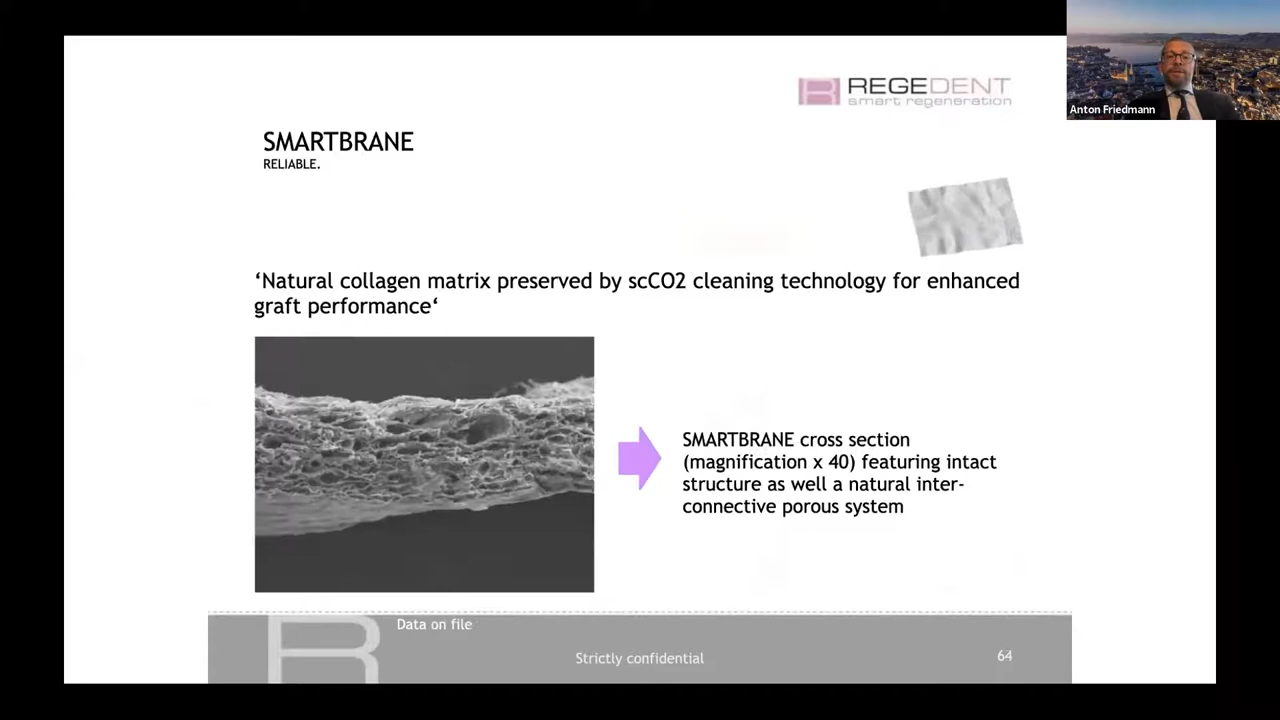 REGEDENT
smart regeneration
Anton Friedmann
SMARTBRANE
RELIABLE.
‘Natural collagen matrix preserved by scCO2 cleaning technology for enhanced
graft performance‘
SMARTBRANE cross section
(magnification x 40) featuring intact
structure as well a natural inter-
connective porous system
Data on file
Strictly confidential
64